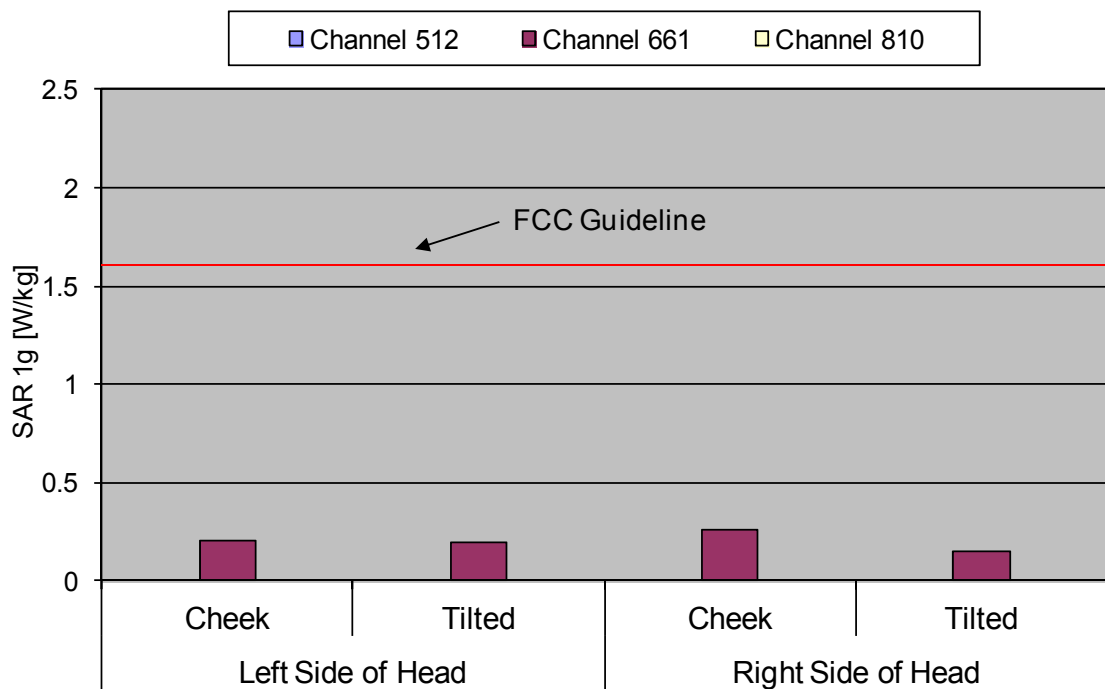 Channel 512 Channel 661 Channel 810
2.5
2
FCC Guideline
1.5
1
0.5
0
SAR 1g [W/kg]
Cheek Tilted Cheek Tilted
Left Side of Head Right Side of Head